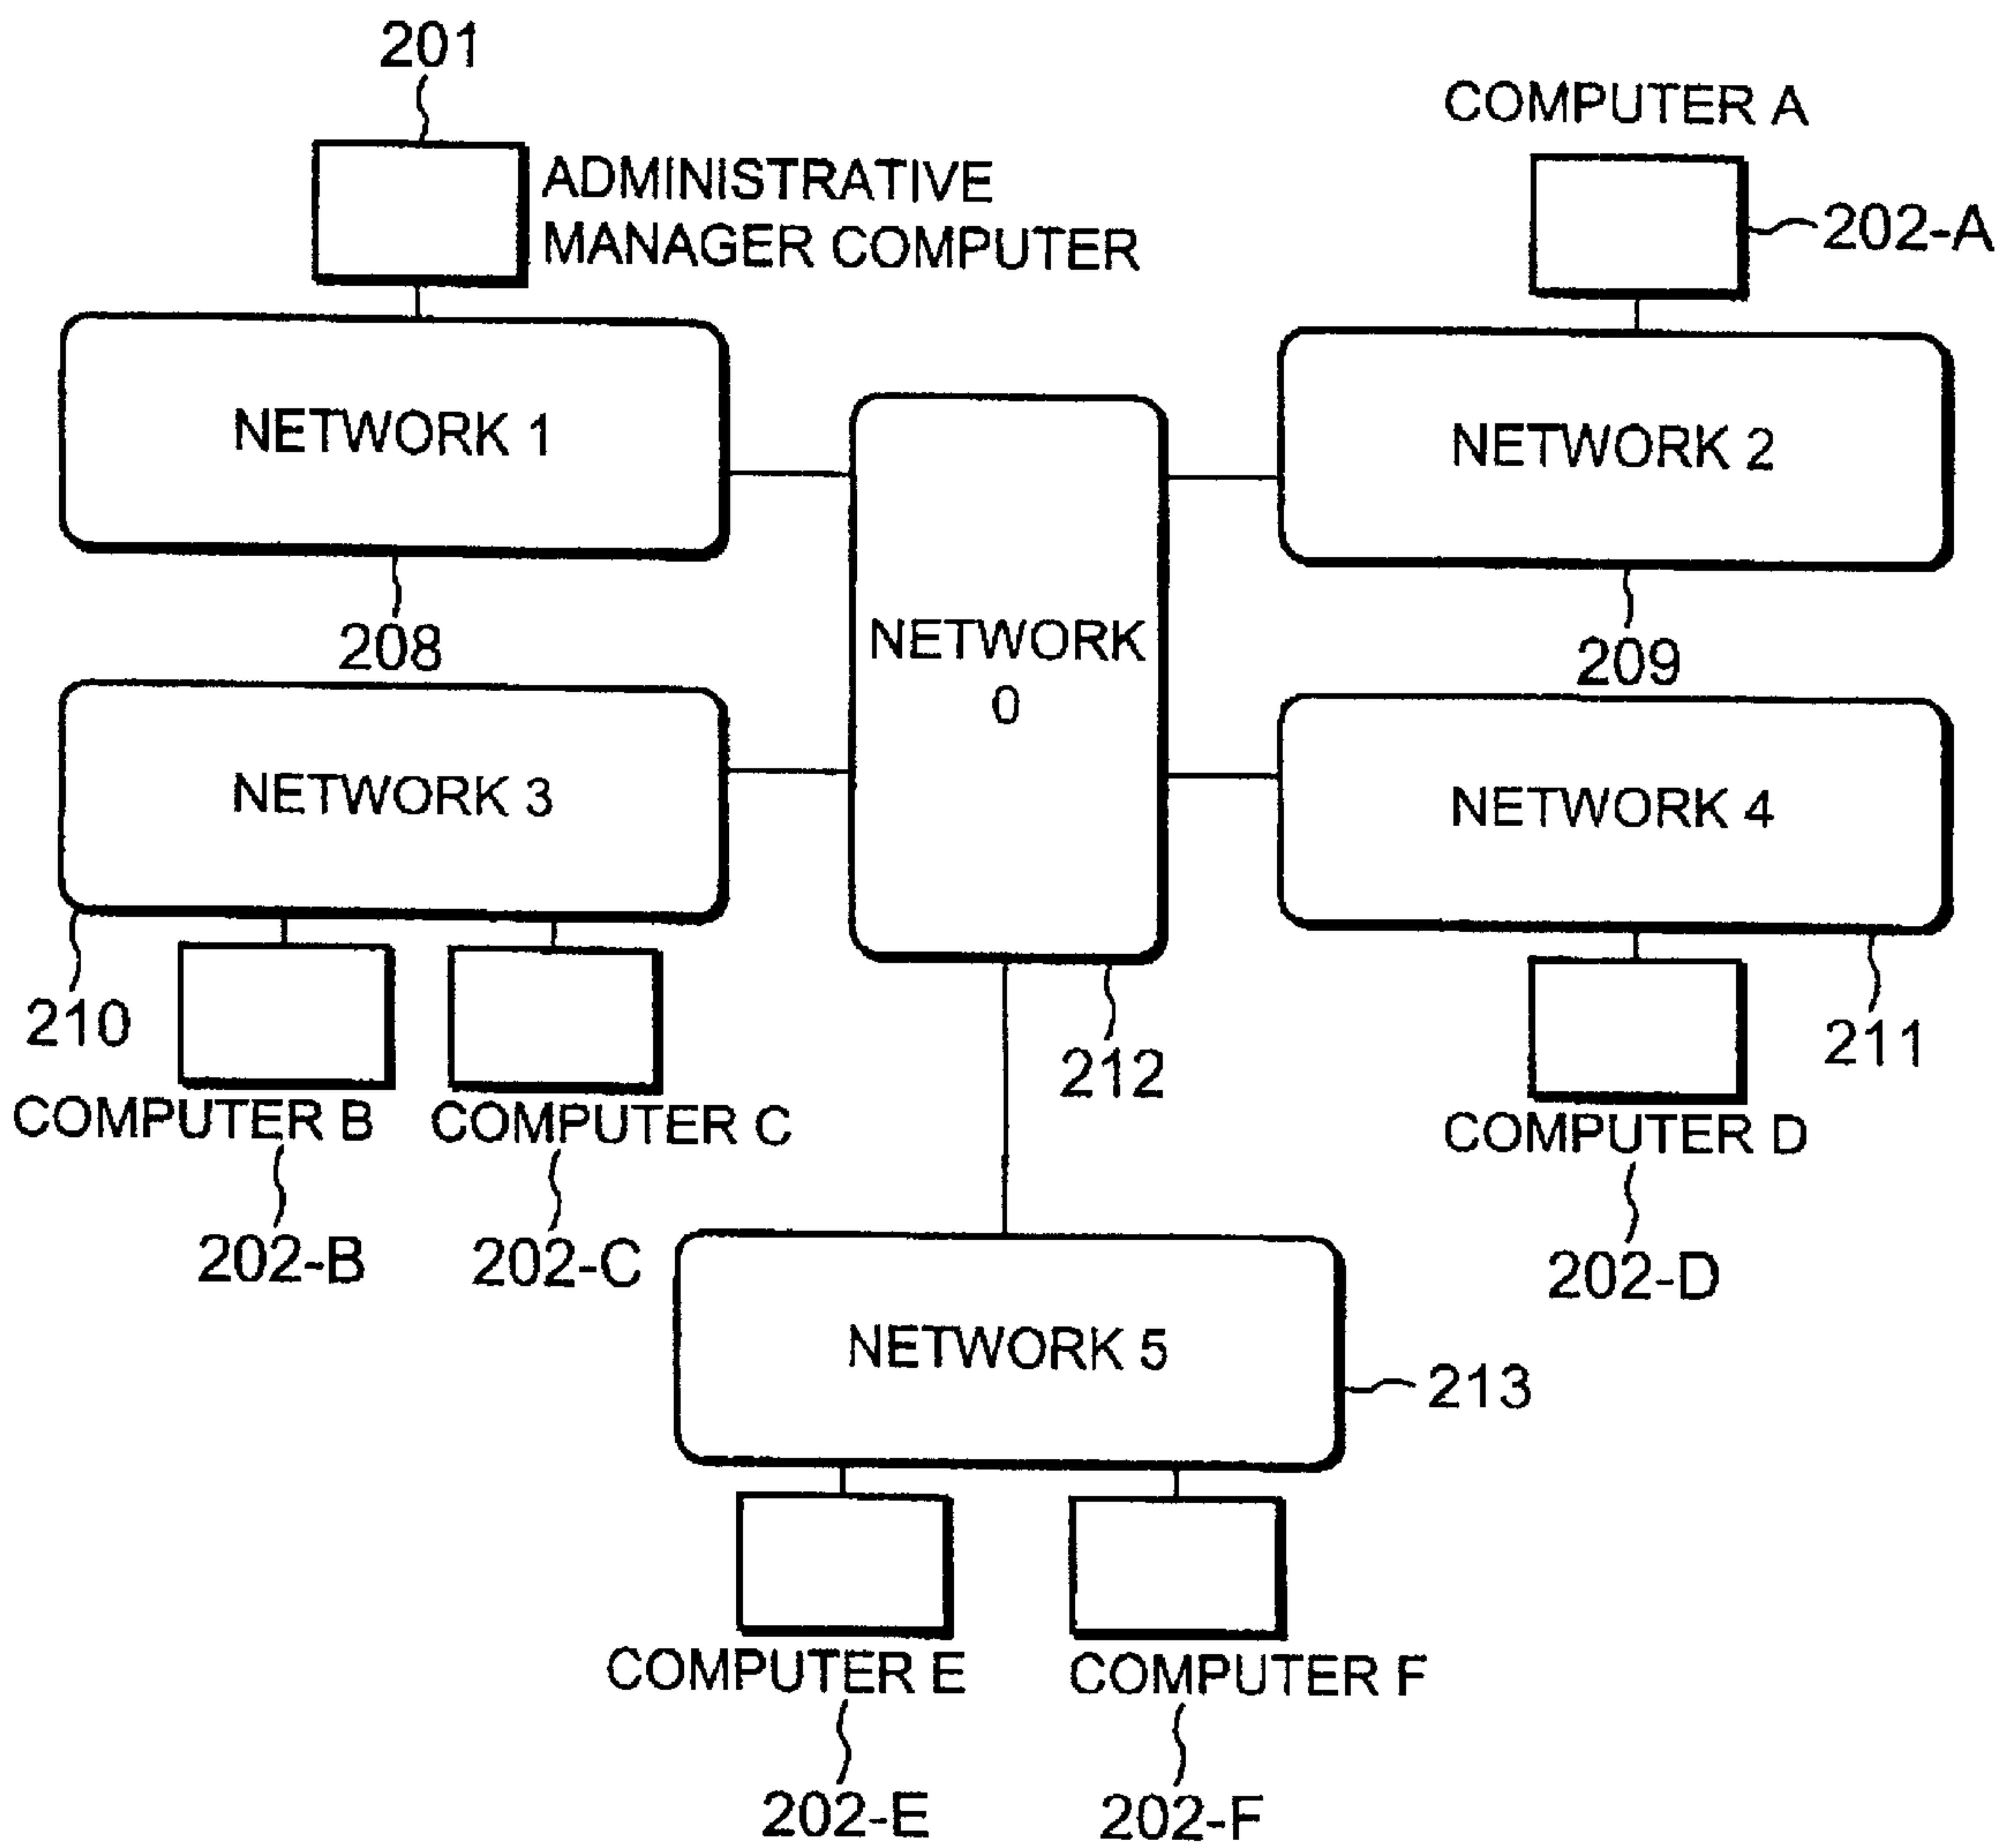 201
COMPUTER A
ADMINISTRATIVE
MANAGER COMPUTER
202-A
NETWORK 1
NETWORK 2
NETWORK
0
208
209
NETWORK 3
NETWORK 4
210
211
212
COMPUTER B
COMPUTER C
COMPUTER D
202-B
202-C
202-D
NETWORK 5
213
COMPUTER E
COMPUTER F
202-E
202-F